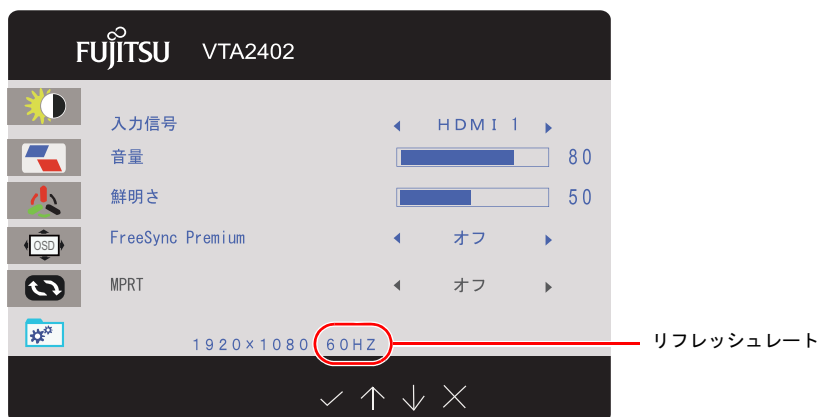 FUJITSU VTA2402
入力信号 HDMI 1
音量 80
鮮明さ 50
FreeSync Premium オフ
OSD
MPRT オフ
1920×1080 60HZ
リフレッシュレート